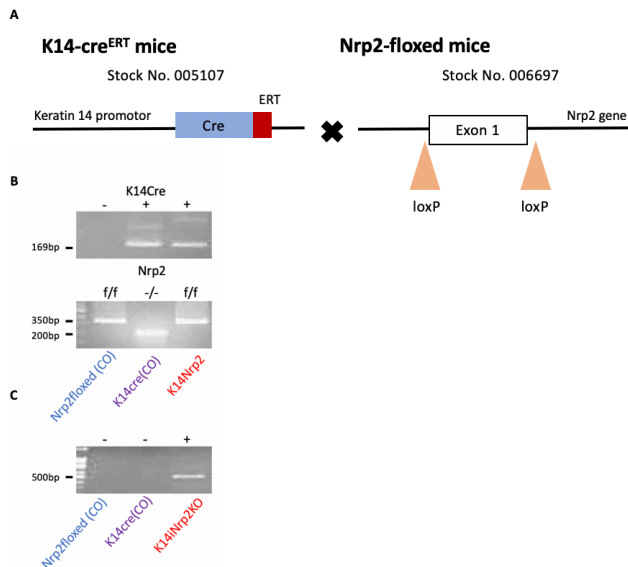 A
K14-creERT mice
Nrp2-floxed mice
Stock No. 005107
Stock No. 006697
ERT
Keratin 14 promotor
Nrp2 gene
Cre
Exon 1
loxP
loxP
B
K14Cre
- + +
169bp
Nrp2
f/f -/- f/f
350bp
200bp
Nrp2floxed (CO)
K14cre(CO)
K14Nrp2
C
- - +
500bp
Nrp2floxed (CO)
K14cre(CO)
K14iNrp2KO